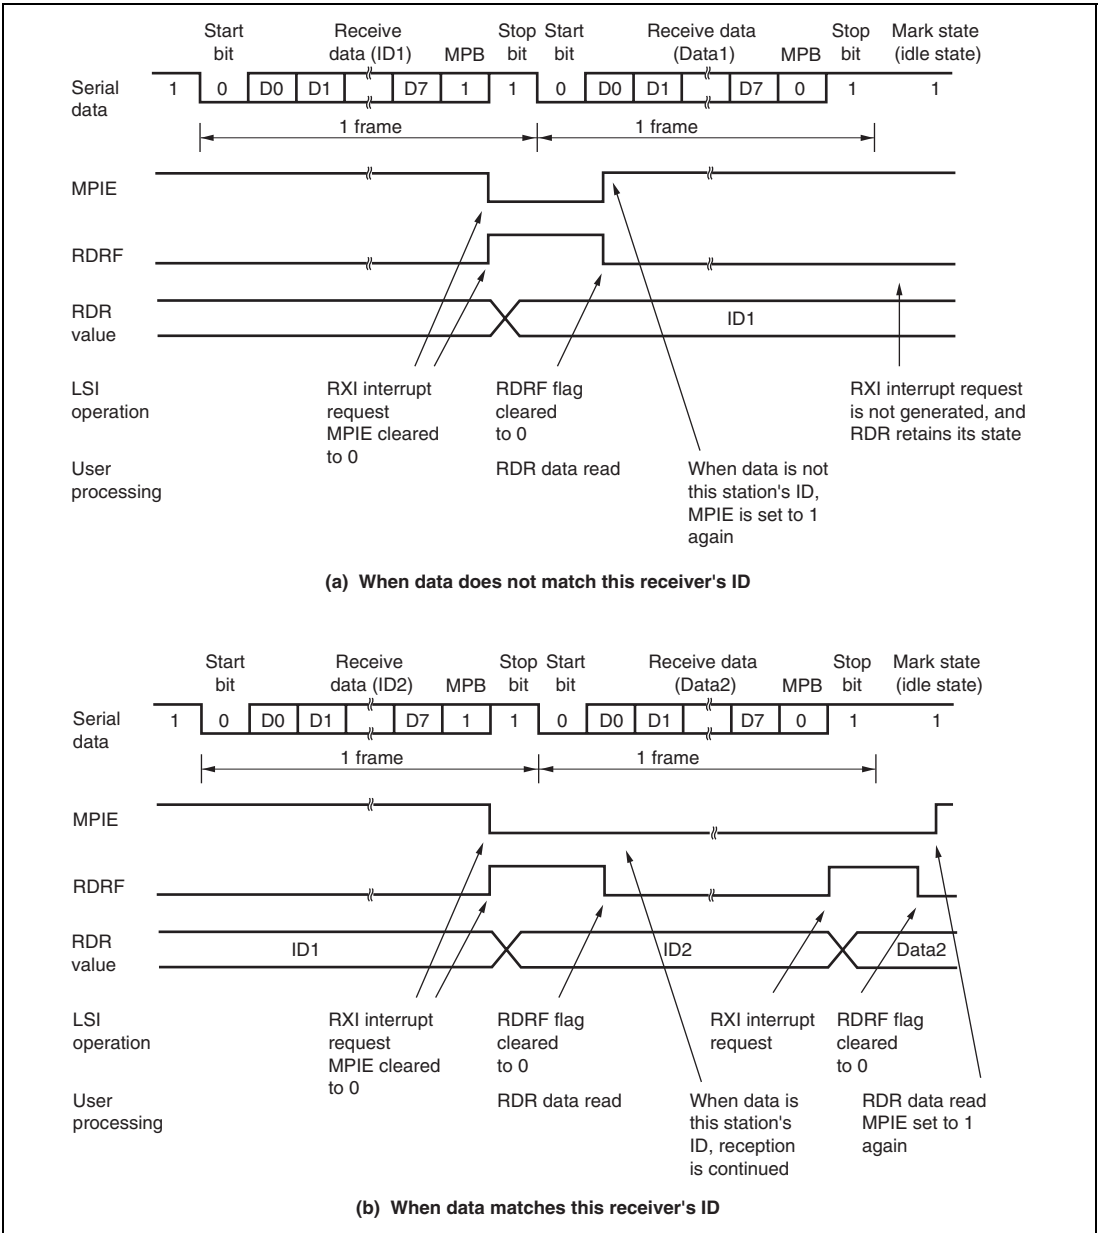 Start Receive Stop Start Receive data Stop Mark state
bit data (ID1) MPB bit bit (Data1) MPB bit (idle state)
Serial data 1 0 D0 D1 D7 1 1 0 D0 D1 D7 0 1 1
1 frame 1 frame
MPIE
RDRF
RDR value ID1
LSI operation
RXI interrupt
request
MPIE cleared
to 0
RDRF flag
cleared
to 0
RXI interrupt request
is not generated, and
RDR retains its state
User processing
RDR data read
When data is not
this station's ID,
MPIE is set to 1
again
(a) When data does not match this receiver's ID
Start Receive Stop Start Receive data Stop Mark state
bit data (ID2) MPB bit bit (Data2) MPB bit (idle state)
Serial data 1 0 D0 D1 D7 1 1 0 D0 D1 D7 0 1 1
1 frame 1 frame
MPIE
RDRF
RDR value ID1 ID2 Data2
LSI operation
RXI interrupt
request
MPIE cleared
to 0
RDRF flag
cleared
to 0
RXI interrupt
request
RDRF flag
cleared
to 0
User processing
RDR data read
When data is
this station's
ID, reception
is continued
RDR data read
MPIE set to 1
again
(b) When data matches this receiver's ID